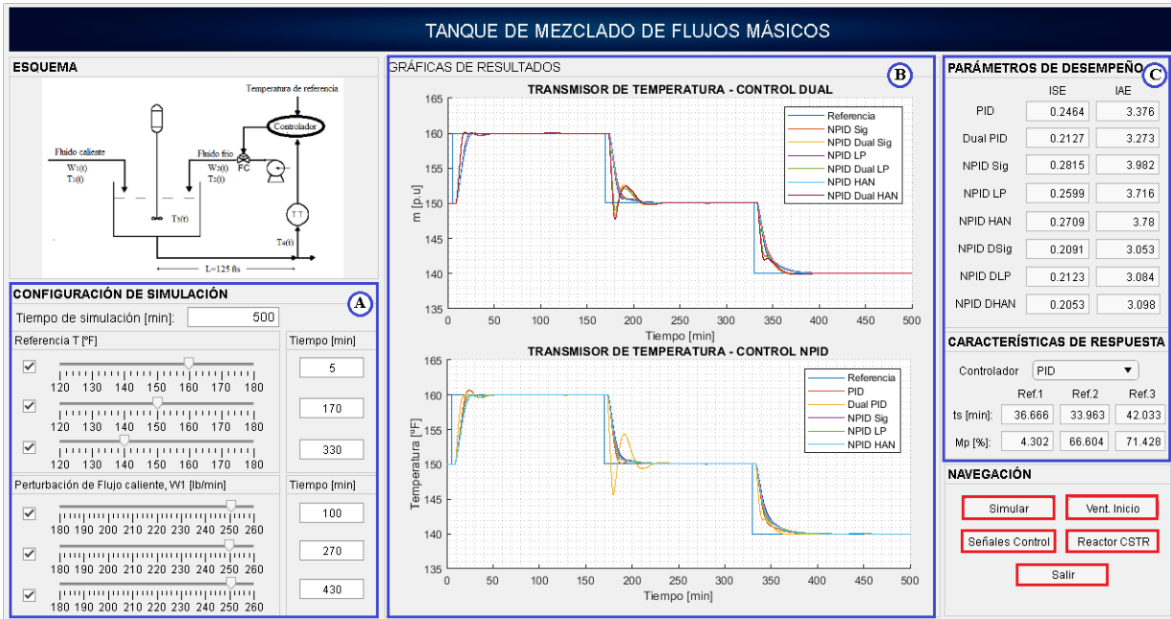 TANQUE DE MEZCLADO DE FLUJOS MÁSICOS
ESQUEMA
Temperatura de referencia
Controlador
Fluido caliente
W1(t)
T1(t)
Fluido frio
W2(t)
T2(t)
FC
TT
T3(t)
T4(t)
L=125 fts
CONFIGURACIÓN DE SIMULACIÓN
A
Tiempo de simulación [min]: 500
Referencia T [ºF] Tiempo [min]
120 130 140 150 160 170 180
5
120 130 140 150 160 170 180
170
120 130 140 150 160 170 180
330
Perturbación de Flujo caliente, W1 [lb/min] Tiempo [min]
180 190 200 210 220 230 240 250 260
100
180 190 200 210 220 230 240 250 260
270
180 190 200 210 220 230 240 250 260
430
GRÁFICAS DE RESULTADOS
B
TRANSMISOR DE TEMPERATURA - CONTROL DUAL
m [p.u]
165
160
155
150
145
140
135
0 50 100 150 200 250 300 350 400 450 500
Tiempo [min]
Referencia
NPID Sig
NPID Dual Sig
NPID LP
NPID Dual LP
NPID HAN
NPID Dual HAN
TRANSMISOR DE TEMPERATURA - CONTROL NPID
Temperatura [ºF]
165
160
155
150
145
140
135
0 50 100 150 200 250 300 350 400 450 500
Tiempo [min]
Referencia
PID
Dual PID
NPID Sig
NPID LP
NPID HAN
PARÁMETROS DE DESEMPEÑO
C
ISE IAE
PID 0.2464 3.376
Dual PID 0.2127 3.273
NPID Sig 0.2815 3.982
NPID LP 0.2599 3.716
NPID HAN 0.2709 3.78
NPID DSig 0.2091 3.053
NPID DLP 0.2123 3.084
NPID DHAN 0.2053 3.098
CARACTERÍSTICAS DE RESPUESTA
Controlador PID
Ref.1 Ref.2 Ref.3
ts [min]: 36.666 33.963 42.033
Mp [%]: 4.302 66.604 71.428
NAVEGACIÓN
Simular Vent. Inicio
Señales Control Reactor CSTR
Salir